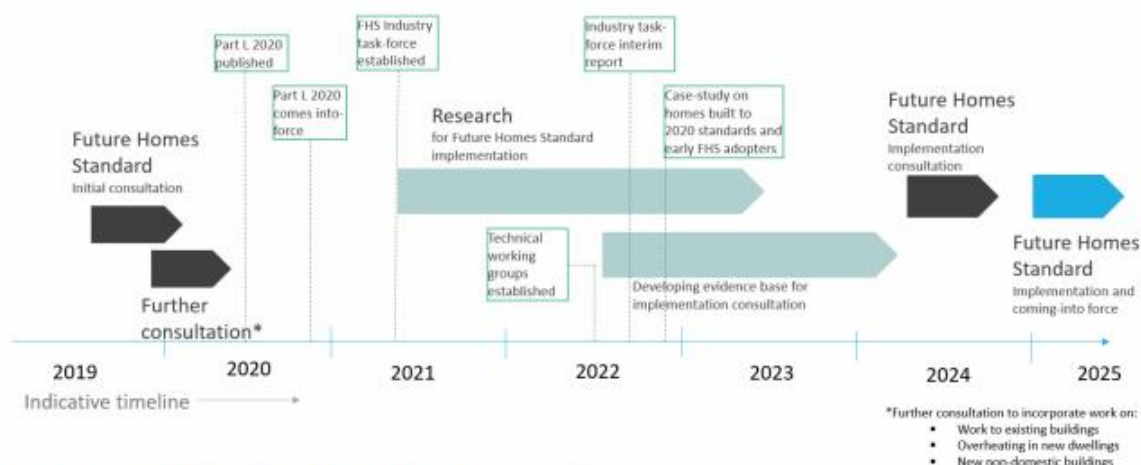 Part L 2020
published
FHS Industry
task-force
established
Industry task-
force interim
report
Part L 2020
comes into-
force
Case-study on
homes built to
2020 standards and
early FHS adopters
Future Homes
Standard
Initial consultation
Research
for Future Homes Standard
implementation
Future Homes
Standard
Implementation
consultation
Technical
working
groups
established
Developing evidence base for
implementation consultation
Further
consultation*
Future Homes
Standard
Implementation and
coming-into force
2019
2020
2021
2022
2023
2024
2025
Indicative timeline
*Further consultation to incorporate work on:
• Work to existing buildings
• Overheating in new dwellings
• New non-domestic buildings